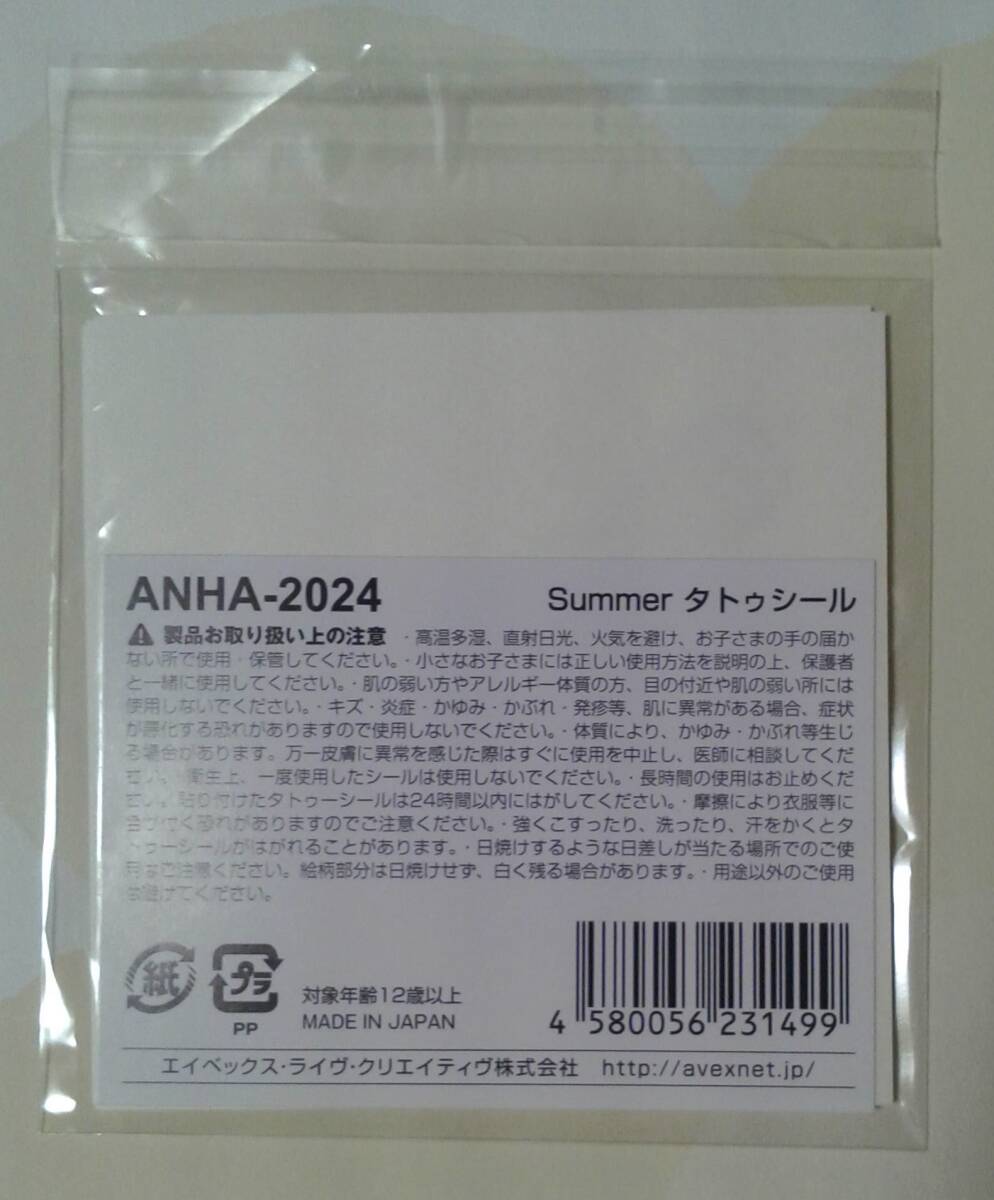 ANHA-2024
Summer タトゥシール
製品お取り扱い上の注意 ・高温多湿、直射日光、火気を避け、お子さまの手の届か
ない所で使用・保管してください。・小さなお子さまには正しい使用方法を説明の上、保護者
と一緒に使用してください。・肌の弱い方やアレルギー体質の方、目の付近や肌の弱い所には
使用しないでください。・キズ・炎症・かゆみ・かぶれ・発疹等、肌に異常がある場合、症状
が悪化する恐れがありますので使用しないでください。・体質により、かゆみ・かぶれ等生じ
る場合があります。万一皮膚に異常を感じた際はすぐに使用を中止し、医師に相談してくだ
さい。・衛生上、一度使用したシールは使用しないでください。・長時間の使用はお止めくだ
さい。貼り付けたタトゥーシールは24時間以内にはがしてください。・摩擦により衣服等に
色が付く恐れがありますのでご注意ください。・強くこすったり、洗ったり、汗をかくとタ
トゥーシールがはがれることがあります。・日焼けするような日差しが当たる場所でのご使
用はご注意ください。絵柄部分は日焼けせず、白く残る場合があります。・用途以外のご使用
は避けてください。
紙
プラ
PP
対象年齢12歳以上
MADE IN JAPAN
4 580056 231499
エイベックス・ライヴ・クリエイティヴ株式会社 http://avexnet.jp/